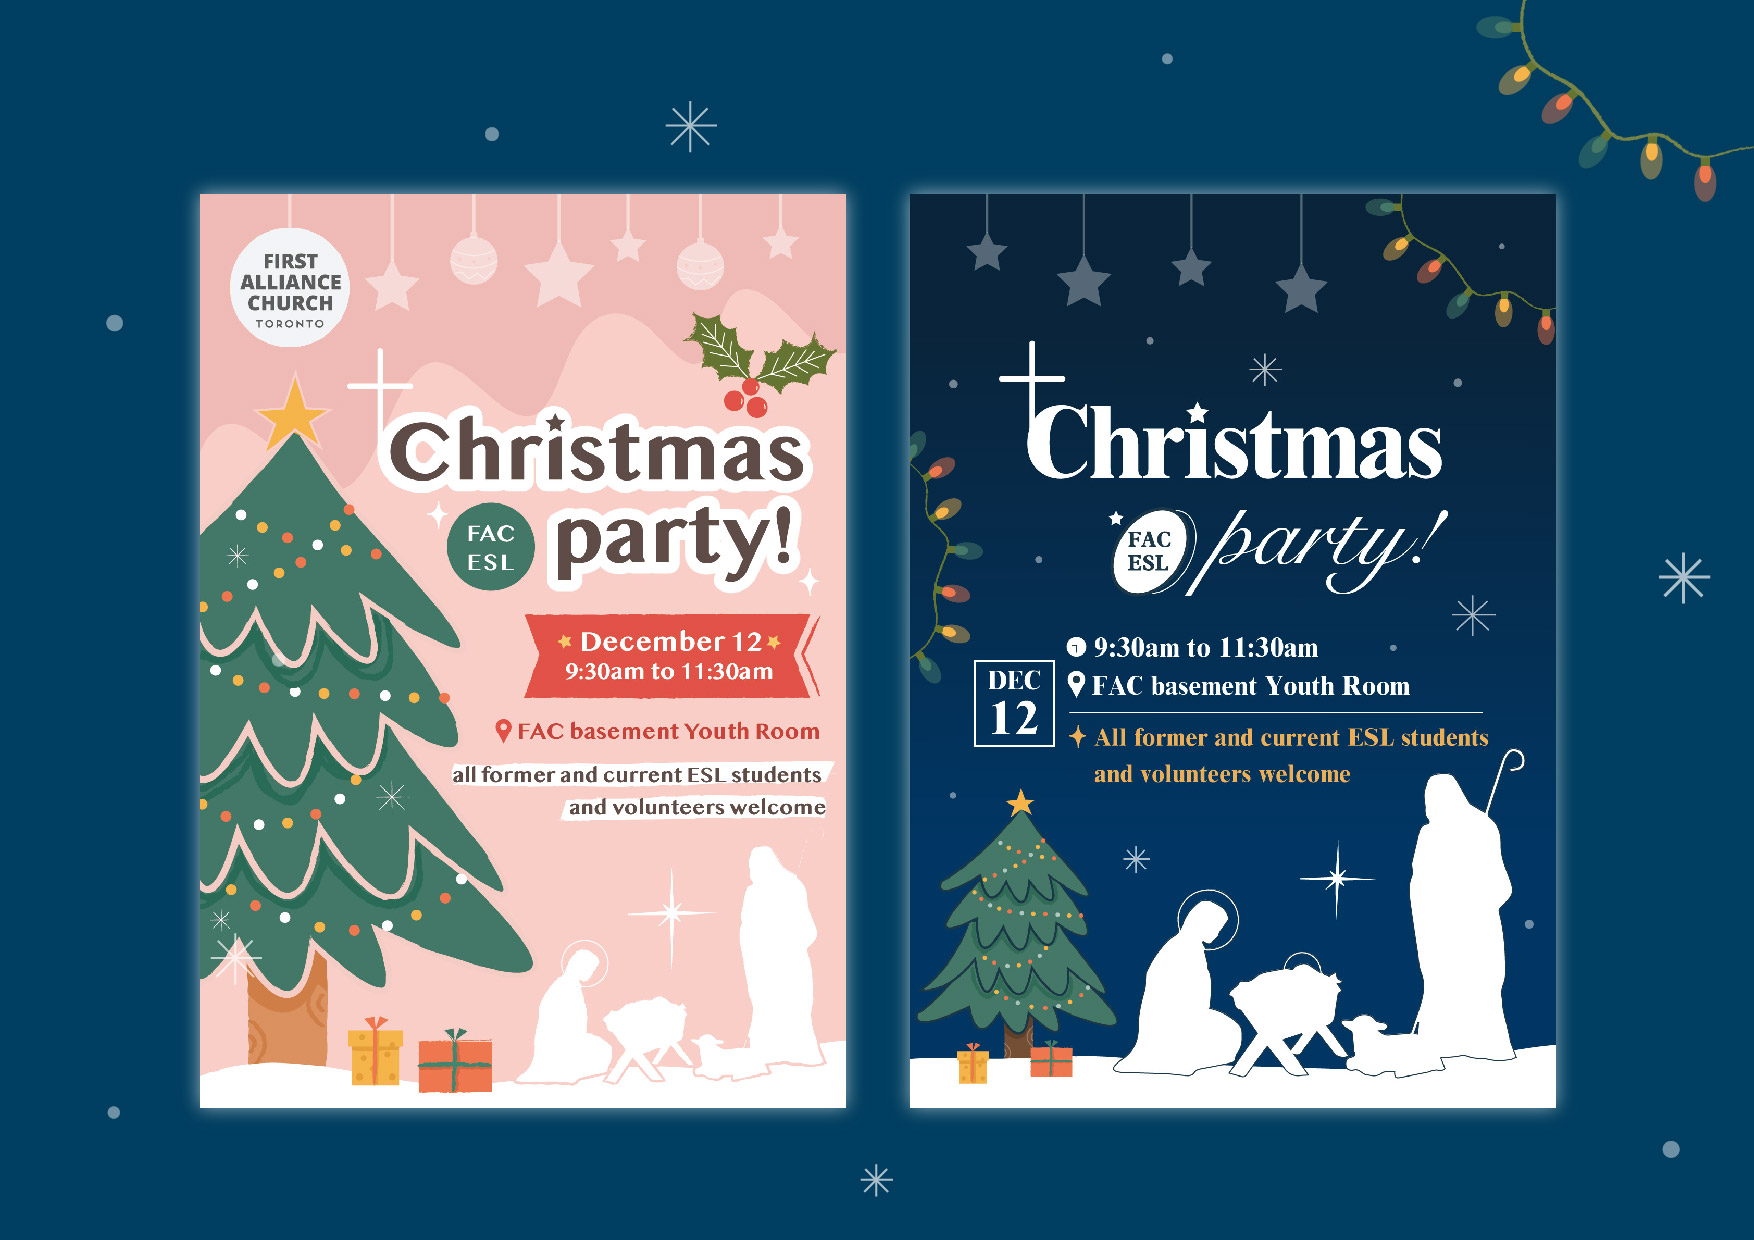 FIRST
ALLIANCE
CHURCH
TORONTO
Christmas
FAC
ESL
party!
December 12
9:30am to 11:30am
FAC basement Youth Room
all former and current ESL students
and volunteers welcome
Christmas
FAC
ESL
party!
DEC
12
9:30am to 11:30am
FAC basement Youth Room
All former and current ESL students
and volunteers welcome